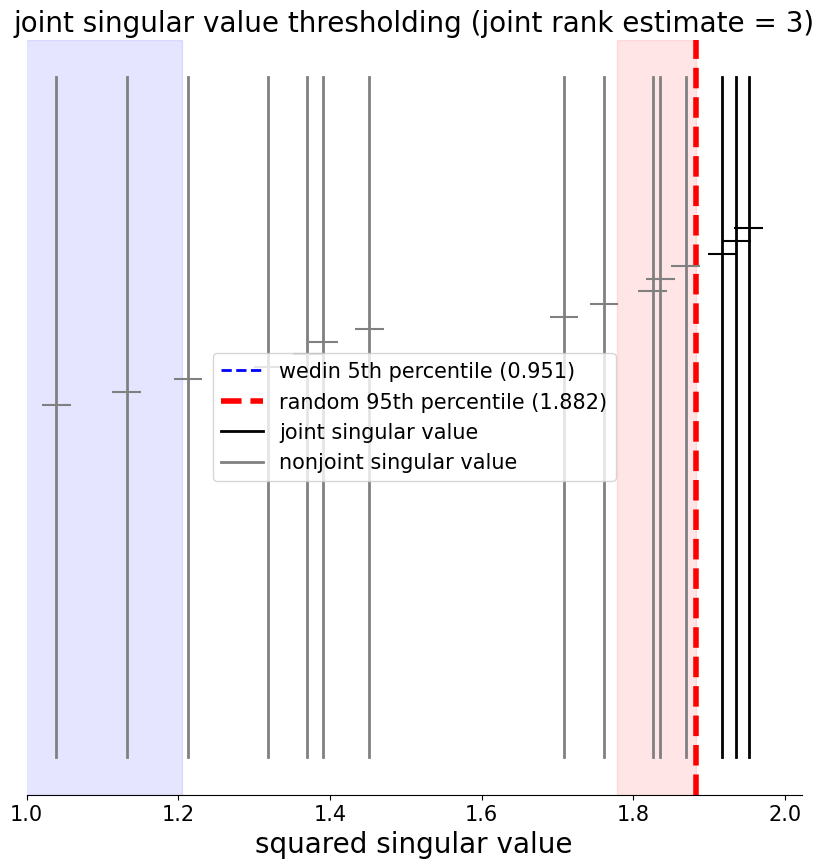 joint singular value thresholding (joint rank estimate = 3)
wedin 5th percentile (0.951)
random 95th percentile (1.882)
joint singular value
nonjoint singular value
1.0 1.2 1.4 1.6 1.8 2.0
squared singular value